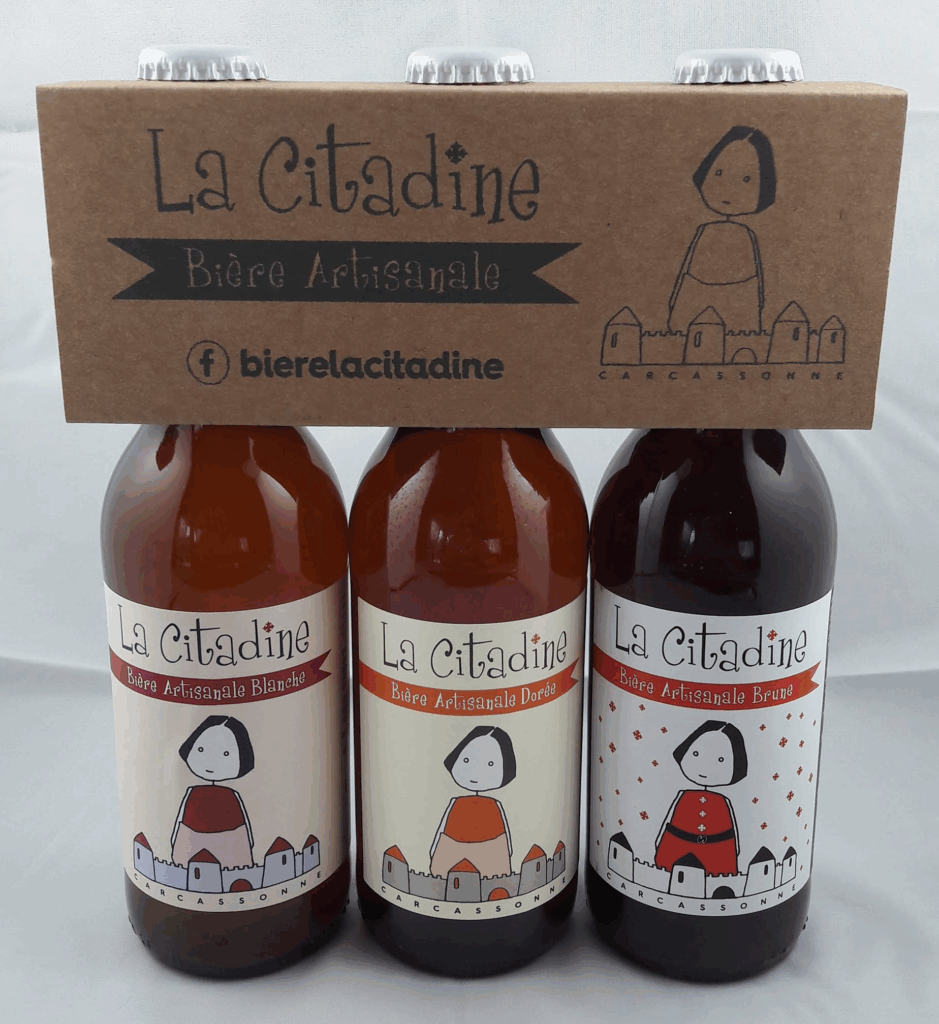 La Citadine
Bière Artisanale
f bierelacitadine
CARCASSONNE
La Citadine
Bière Artisanale Blanche
CARCASSONNE
La Citadine
Bière Artisanale Dorée
CARCASSONNE
La Citadine
Bière Artisanale Brune
CARCASSONNE